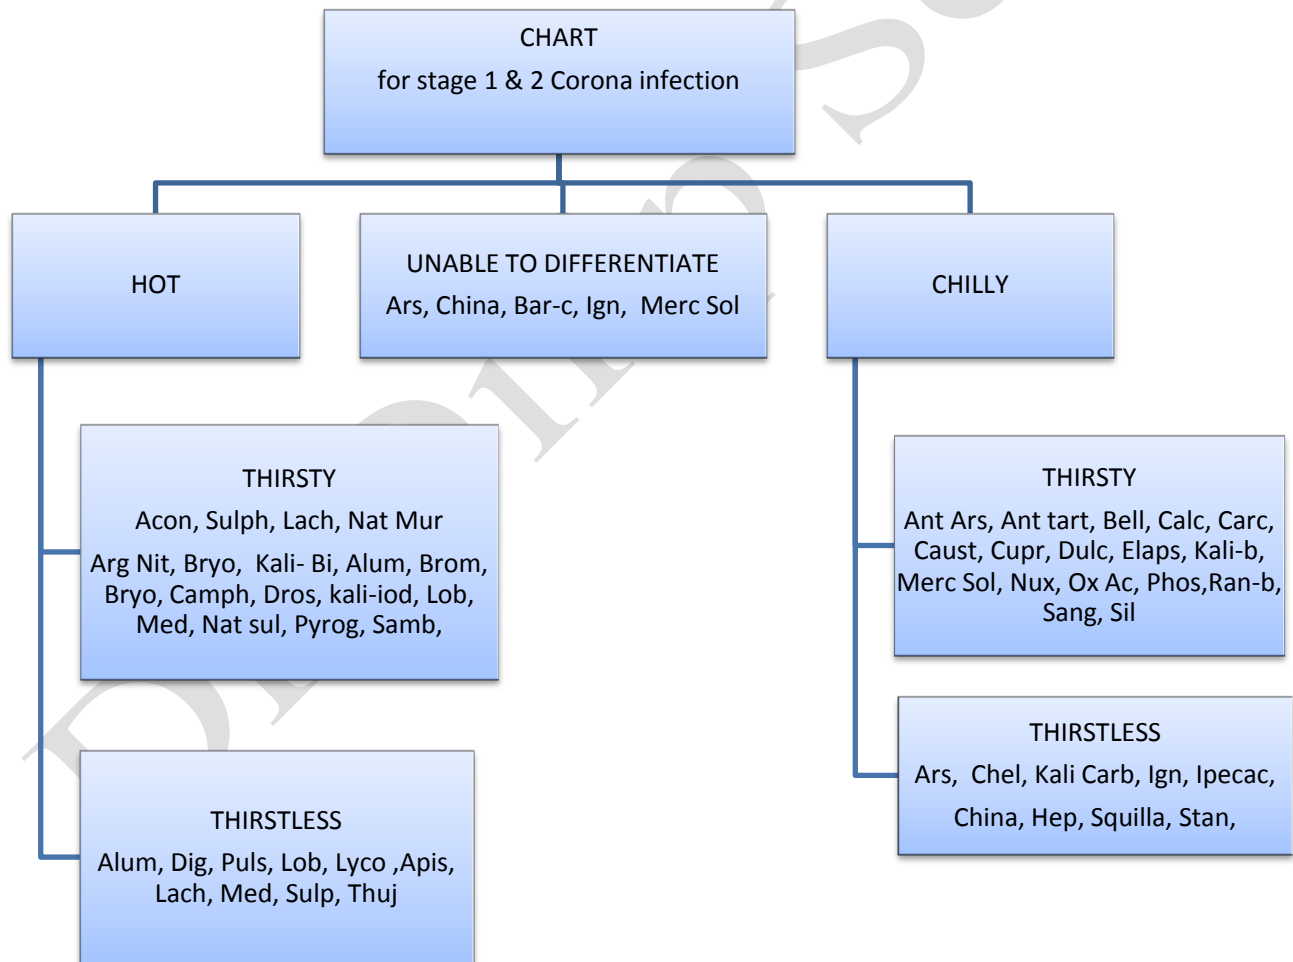 CHART
for stage 1 & 2 Corona infection
HOT
UNABLE TO DIFFERENTIATE
Ars, China, Bar-c, Ign, Merc Sol
CHILLY
THIRSTY
Acon, Sulph, Lach, Nat Mur
Arg Nit, Bryo, Kali- Bi, Alum, Brom,
Bryo, Camph, Dros, kali-iod, Lob,
Med, Nat sul, Pyrog, Samb,
THIRSTLESS
Alum, Dig, Puls, Lob, Lyco ,Apis,
Lach, Med, Sulp, Thuj
THIRSTY
Ant Ars, Ant tart, Bell, Calc, Carc,
Caust, Cupr, Dulc, Elaps, Kali-b,
Merc Sol, Nux, Ox Ac, Phos,Ran-b,
Sang, Sil
THIRSTLESS
Ars, Chel, Kali Carb, Ign, Ipecac,
China, Hep, Squilla, Stan,